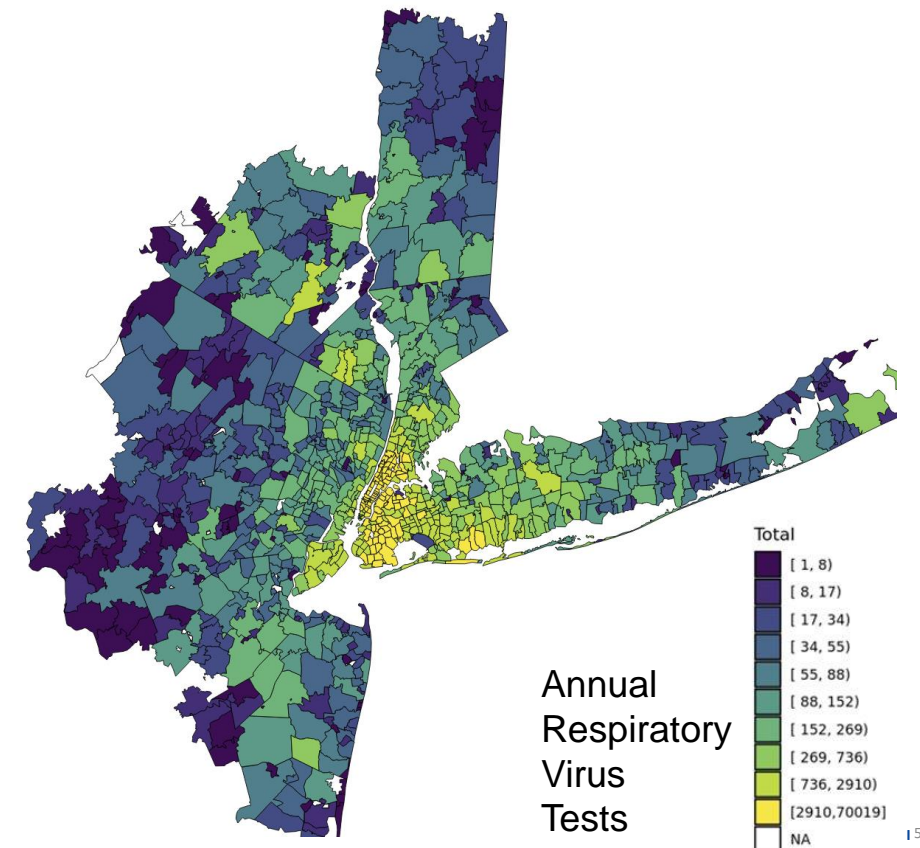 Total
[ 1, 8)
[ 8, 17)
[ 17, 34)
[ 34, 55)
[ 55, 88)
[ 88, 152)
[ 152, 269)
[ 269, 736)
[ 736, 2910)
[2910,70019]
NA
Annual
Respiratory
Virus
Tests
5